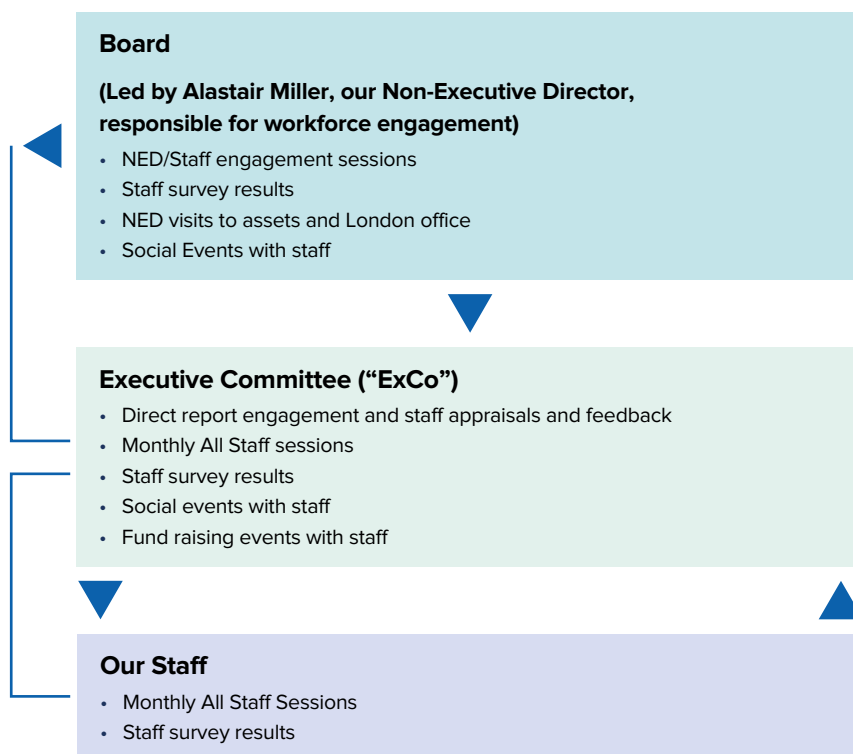 Board
(Led by Alastair Miller, our Non-Executive Director,
responsible for workforce engagement)
• NED/Staff engagement sessions
• Staff survey results
• NED visits to assets and London office
• Social Events with staff
Executive Committee (“ExCo”)
• Direct report engagement and staff appraisals and feedback
• Monthly All Staff sessions
• Staff survey results
• Social events with staff
• Fund raising events with staff
Our Staff
• Monthly All Staff Sessions
• Staff survey results